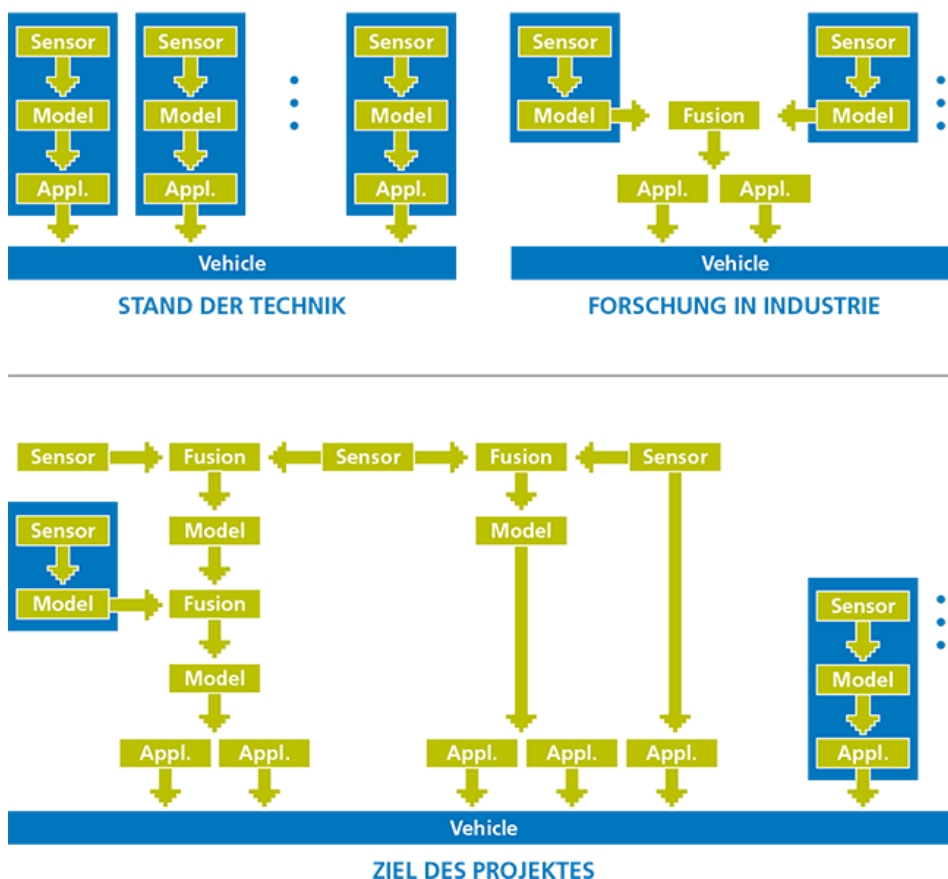 Sensor Sensor Sensor
Model Model Model
Appl. Appl. Appl.
Vehicle
STAND DER TECHNIK
Sensor Sensor
Model Fusion Model
Appl. Appl.
Vehicle
FORSCHUNG IN INDUSTRIE
Sensor Fusion Sensor Fusion Sensor
Sensor Model Model
Model Fusion Sensor
Model Model
Appl. Appl. Appl. Appl. Appl. Appl.
Vehicle
ZIEL DES PROJEKTES